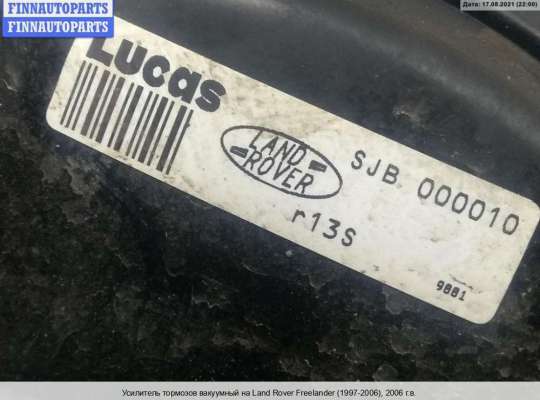 FINNAUTOPARTS
FINNAUTOPARTS
Дата: 17.08.2021 (22:00)
Lucas
LAND
ROVER
SJB 000010
r13S
9881
Усилитель тормозов вакуумный на Land Rover Freelander (1997-2006), 2006 г.в.